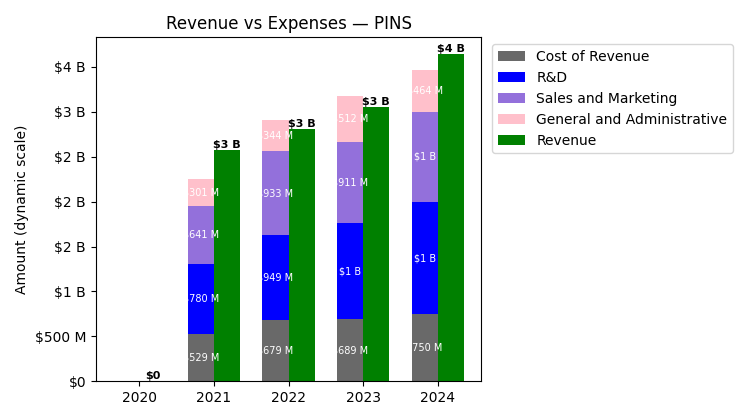 Revenue vs Expenses — PINS
Cost of Revenue
R&D
Sales and Marketing
General and Administrative
Revenue
Amount (dynamic scale)
$4 B
$3 B
$2 B
$2 B
$2 B
$1 B
$500 M
$0
$0
$3 B
$3 B
$3 B
$4 B
301 M
641 M
780 M
529 M
344 M
933 M
949 M
679 M
512 M
911 M
$1 B
689 M
464 M
$1 B
$1 B
750 M
2020
2021
2022
2023
2024